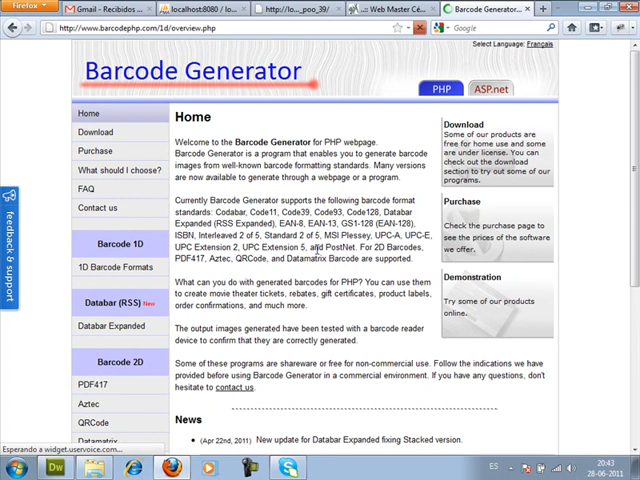 Firefox
Gmail - Recibidos ...
localhost:8080 / lo...
http://lo..._poo_39/
..:: Web Master Cé...
Barcode Generator...
http://www.barcodephp.com/1d/overview.php
Google
Select Language: Français
Barcode Generator
PHP
ASP.net
Home
Download
Purchase
What should I choose?
FAQ
Contact us
Barcode 1D
1D Barcode Formats
Databar (RSS) New
Databar Expanded
Barcode 2D
PDF417
Aztec
QRCode
Datamatrix
feedback & support
Home
Welcome to the Barcode Generator for PHP webpage.
Barcode Generator is a program that enables you to generate barcode
images from well-known barcode formatting standards. Many versions
are now available to generate through a webpage or a program.
Currently Barcode Generator supports the following barcode format
standards: Codabar, Code11, Code39, Code93, Code128, Databar
Expanded (RSS Expanded), EAN-8, EAN-13, GS1-128 (EAN-128),
ISBN, Interleaved 2 of 5, Standard 2 of 5, MSI Plessey, UPC-A, UPC-E,
UPC Extension 2, UPC Extension 5, and PostNet. For 2D Barcodes,
PDF417, Aztec, QRCode, and Datamatrix Barcode are supported.
What can you do with generated barcodes for PHP? You can use them
to create movie theater tickets, rebates, gift certificates, product labels,
order confirmations, and much more.
The output images generated have been tested with a barcode reader
device to confirm that they are correctly generated.
Some of these programs are shareware or free for non-commercial use. Follow the indications we have
provided before using Barcode Generator in a commercial environment. If you have any questions, don't
hesitate to contact us.
News
(Apr 22nd, 2011) New update for Databar Expanded fixing Stacked version.
Download
Some of our products are
free for home use and some
are under license. You can
check out the download
section to try out some of our
programs.
Purchase
Check the purchase page
to see the prices of the software
we offer.
Demonstration
Try some of our products
online.
Esperando a widget.uservoice.com...
Dw
ES
20:43
28-06-2011